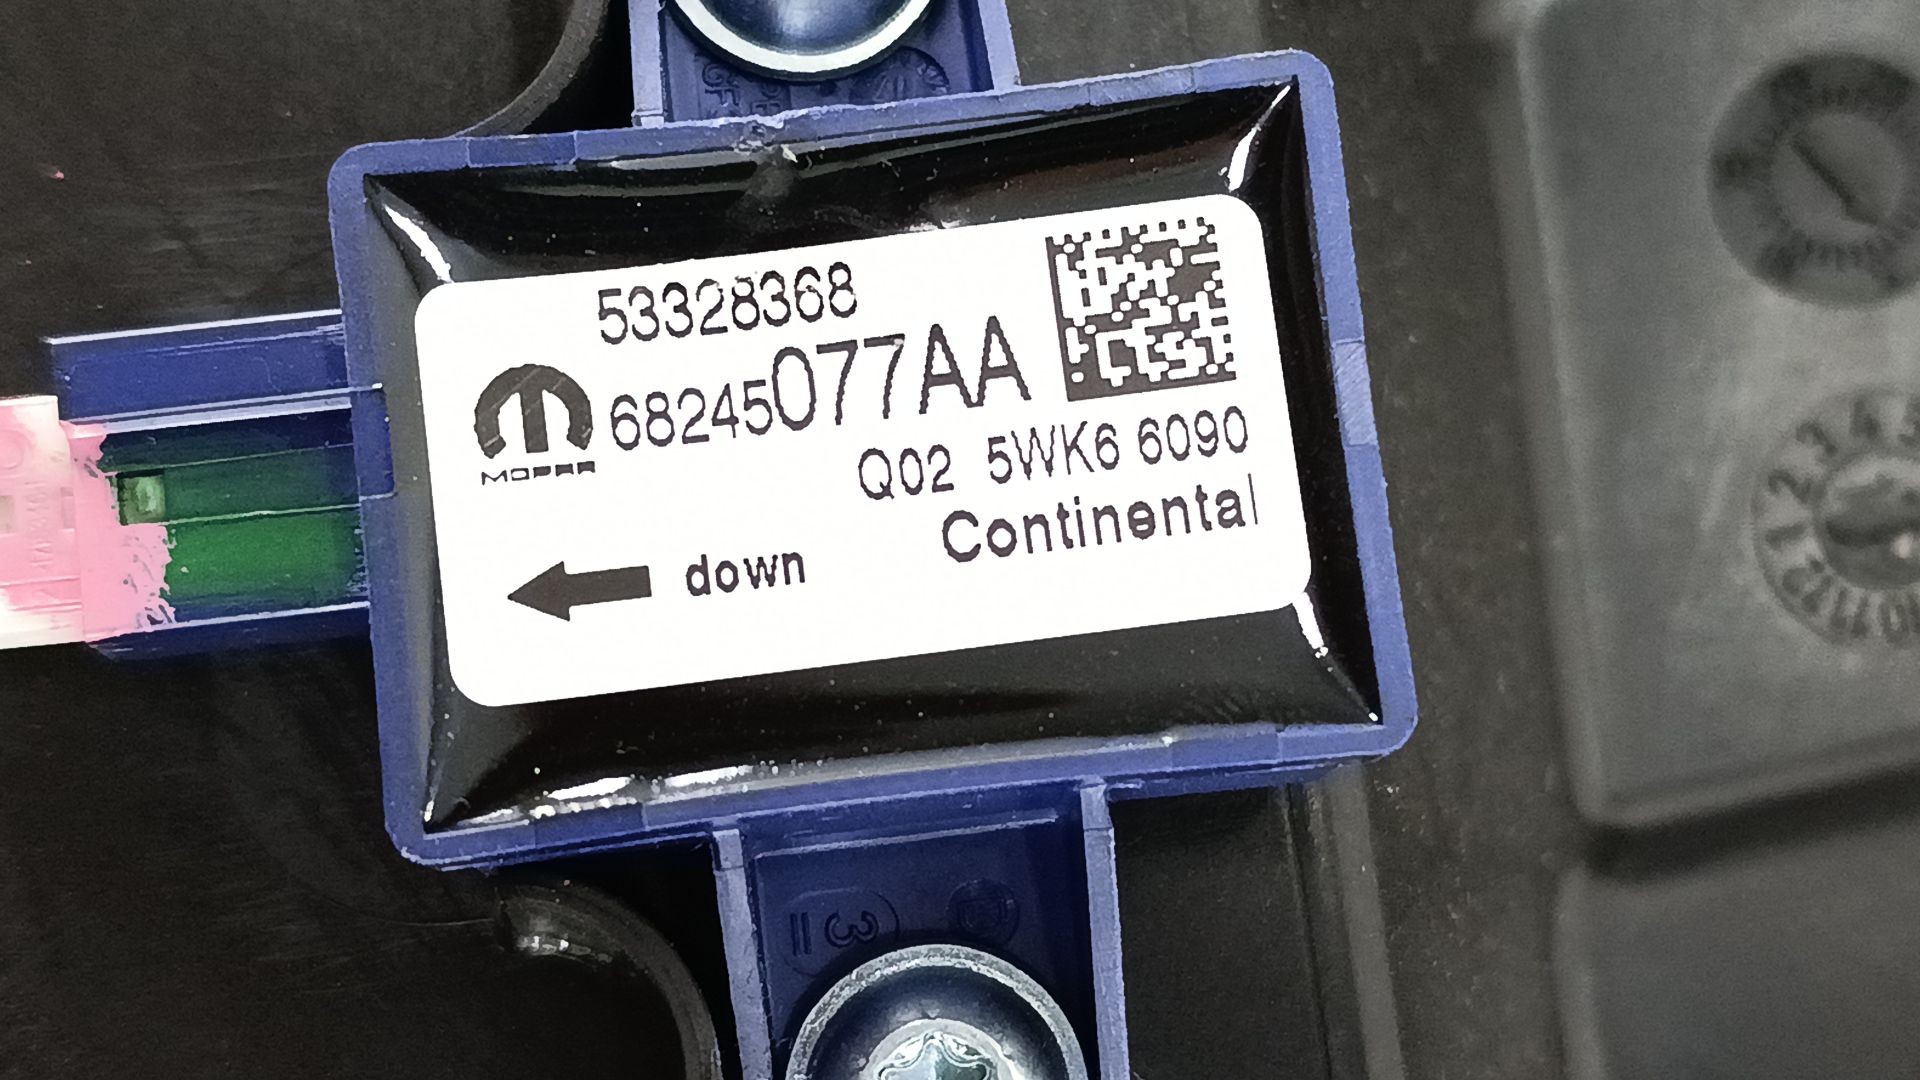 53328368
68245077AA
MOPAR
Q02 5WK6 6090
Continental
down